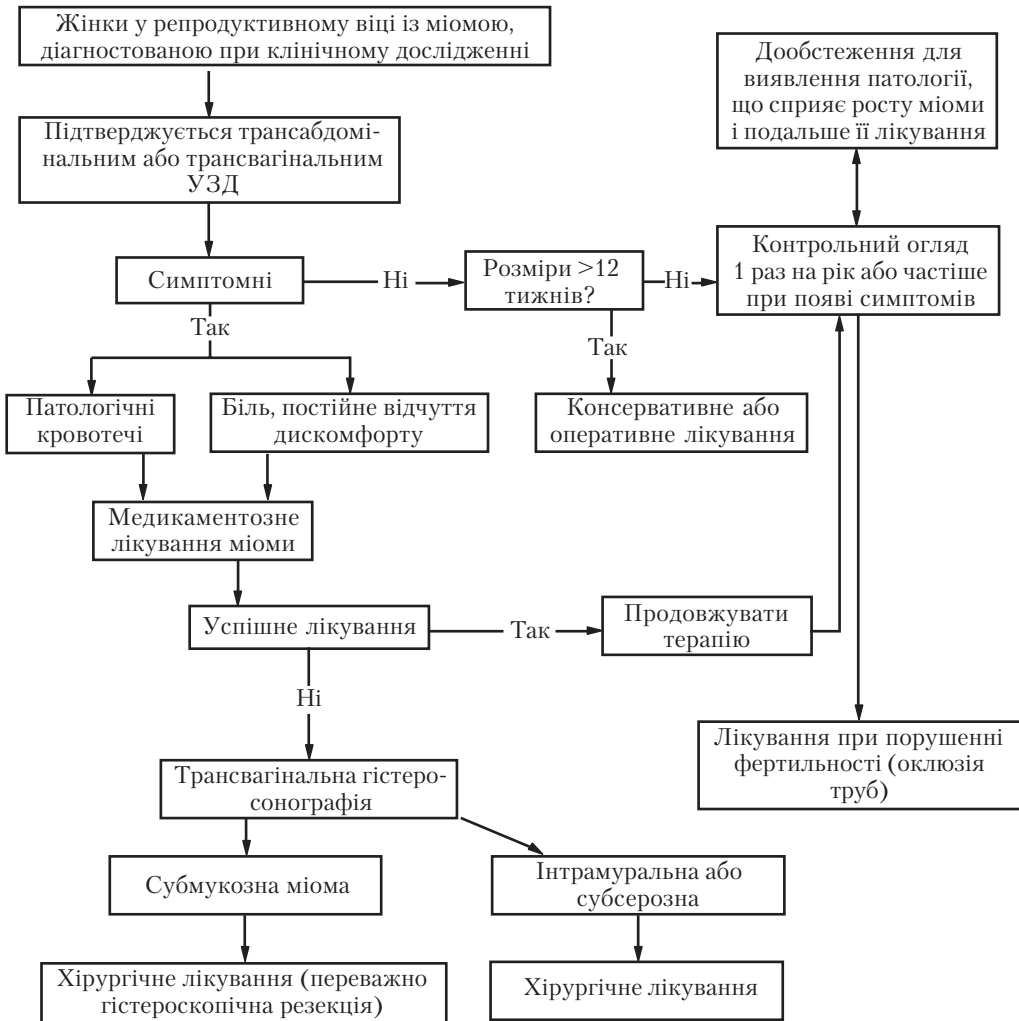 Жінки у репродуктивному віці із міомою,
діагностованою при клінічному дослідженні
Дообстеження для
виявлення патології,
що сприяє росту міоми
і подальше її лікування
Підтверджується трансабдомі-
нальним або трансвагінальним
УЗД
Симптомні
Ні
Розміри >12
тижнів?
Ні
Контрольний огляд
1 раз на рік або частіше
при появі симптомів
Так
Так
Патологічні
кровотечі
Біль, постійне відчуття
дискомфорту
Консервативне або
оперативне лікування
Медикаментозне
лікування міоми
Успішне лікування
Так
Продовжувати
терапію
Ні
Лікування при порушенні
фертильності (оклюзія
труб)
Трансвагінальна гістеро-
сонографія
Субмукозна міома
Інтрамуральна або
субсерозна
Хірургічне лікування (переважно
гістероскопічна резекція)
Хірургічне лікування